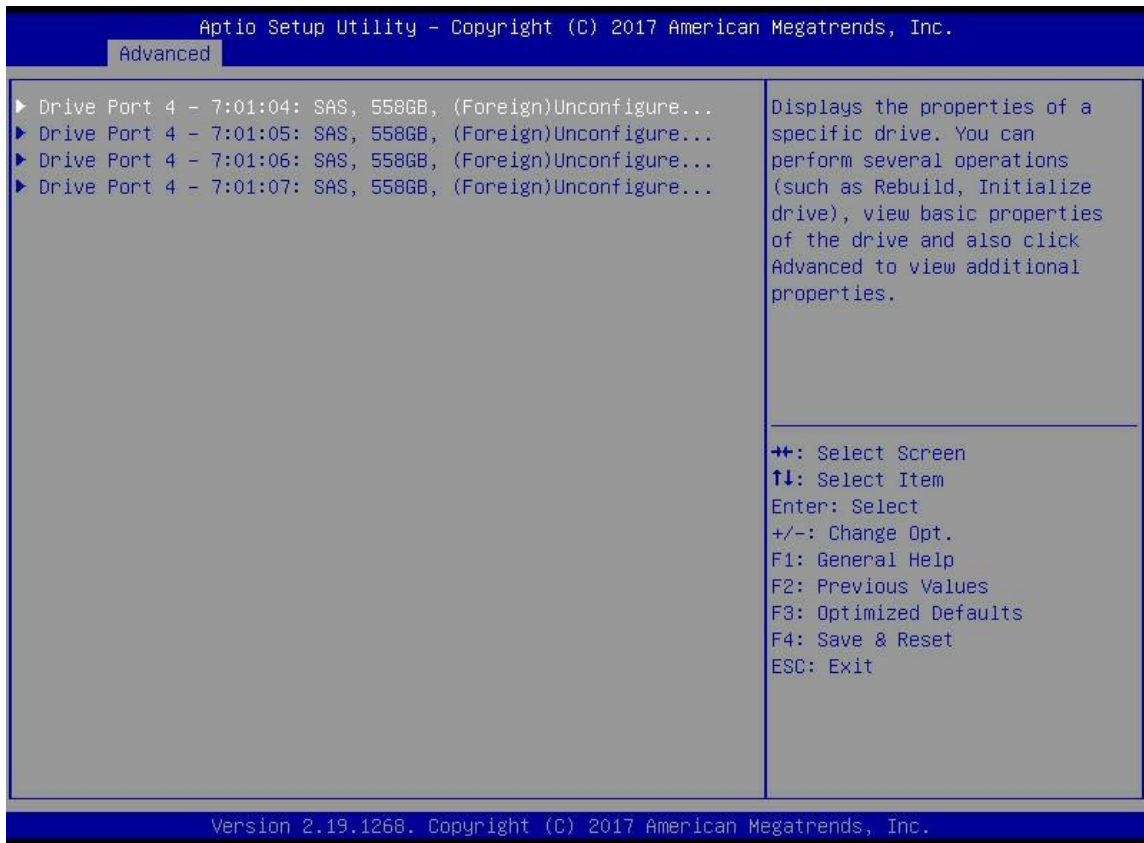 Aptio Setup Utility – Copyright (C) 2017 American Megatrends, Inc.
Advanced
▶ Drive Port 4 – 7:01:04: SAS, 558GB, (Foreign)Unconfigure...
▶ Drive Port 4 – 7:01:05: SAS, 558GB, (Foreign)Unconfigure...
▶ Drive Port 4 – 7:01:06: SAS, 558GB, (Foreign)Unconfigure...
▶ Drive Port 4 – 7:01:07: SAS, 558GB, (Foreign)Unconfigure...
Displays the properties of a
specific drive. You can
perform several operations
(such as Rebuild, Initialize
drive), view basic properties
of the drive and also click
Advanced to view additional
properties.
→←: Select Screen
↑↓: Select Item
Enter: Select
+/-: Change Opt.
F1: General Help
F2: Previous Values
F3: Optimized Defaults
F4: Save & Reset
ESC: Exit
Version 2.19.1268. Copyright (C) 2017 American Megatrends, Inc.